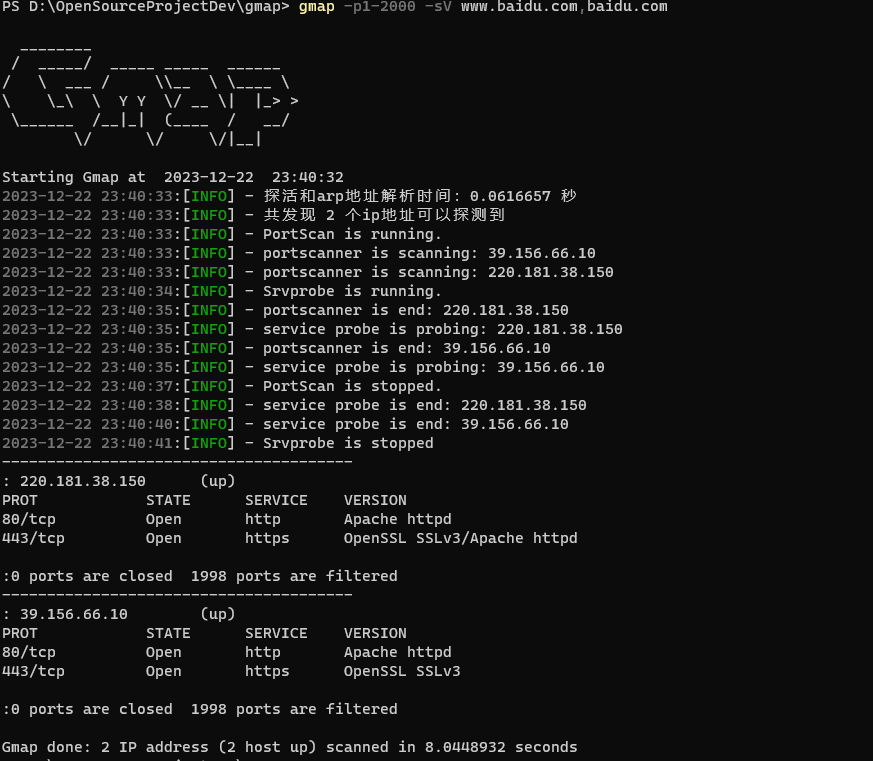 PS D:\OpenSourceProjectDev\gmap> gmap -p1-2000 -sV www.baidu.com,baidu.com
  ________
 /  _____/  _____ _____  ______
/   \  ___ /     \\__  \ \____ \
\    \_\  \  Y Y  \/ __ \|  |_> >
 \______  /__|_|  (____  /   __/
        \/      \/     \/|__|
Starting Gmap at  2023-12-22  23:40:32
2023-12-22 23:40:33:[INFO] - 探活和arp地址解析时间: 0.0616657 秒
2023-12-22 23:40:33:[INFO] - 共发现 2 个ip地址可以探测到
2023-12-22 23:40:33:[INFO] - PortScan is running.
2023-12-22 23:40:33:[INFO] - portscanner is scanning: 39.156.66.10
2023-12-22 23:40:33:[INFO] - portscanner is scanning: 220.181.38.150
2023-12-22 23:40:34:[INFO] - Srvprobe is running.
2023-12-22 23:40:35:[INFO] - portscanner is end: 220.181.38.150
2023-12-22 23:40:35:[INFO] - service probe is probing: 220.181.38.150
2023-12-22 23:40:35:[INFO] - portscanner is end: 39.156.66.10
2023-12-22 23:40:35:[INFO] - service probe is probing: 39.156.66.10
2023-12-22 23:40:37:[INFO] - PortScan is stopped.
2023-12-22 23:40:38:[INFO] - service probe is end: 220.181.38.150
2023-12-22 23:40:40:[INFO] - service probe is end: 39.156.66.10
2023-12-22 23:40:41:[INFO] - Srvprobe is stopped
---------------------------------------
: 220.181.38.150      (up)
PROT            STATE      SERVICE    VERSION
80/tcp          Open       http       Apache httpd
443/tcp         Open       https      OpenSSL SSLv3/Apache httpd
:0 ports are closed  1998 ports are filtered
---------------------------------------
: 39.156.66.10        (up)
PROT            STATE      SERVICE    VERSION
80/tcp          Open       http       Apache httpd
443/tcp         Open       https      OpenSSL SSLv3
:0 ports are closed  1998 ports are filtered
Gmap done: 2 IP address (2 host up) scanned in 8.0448932 seconds